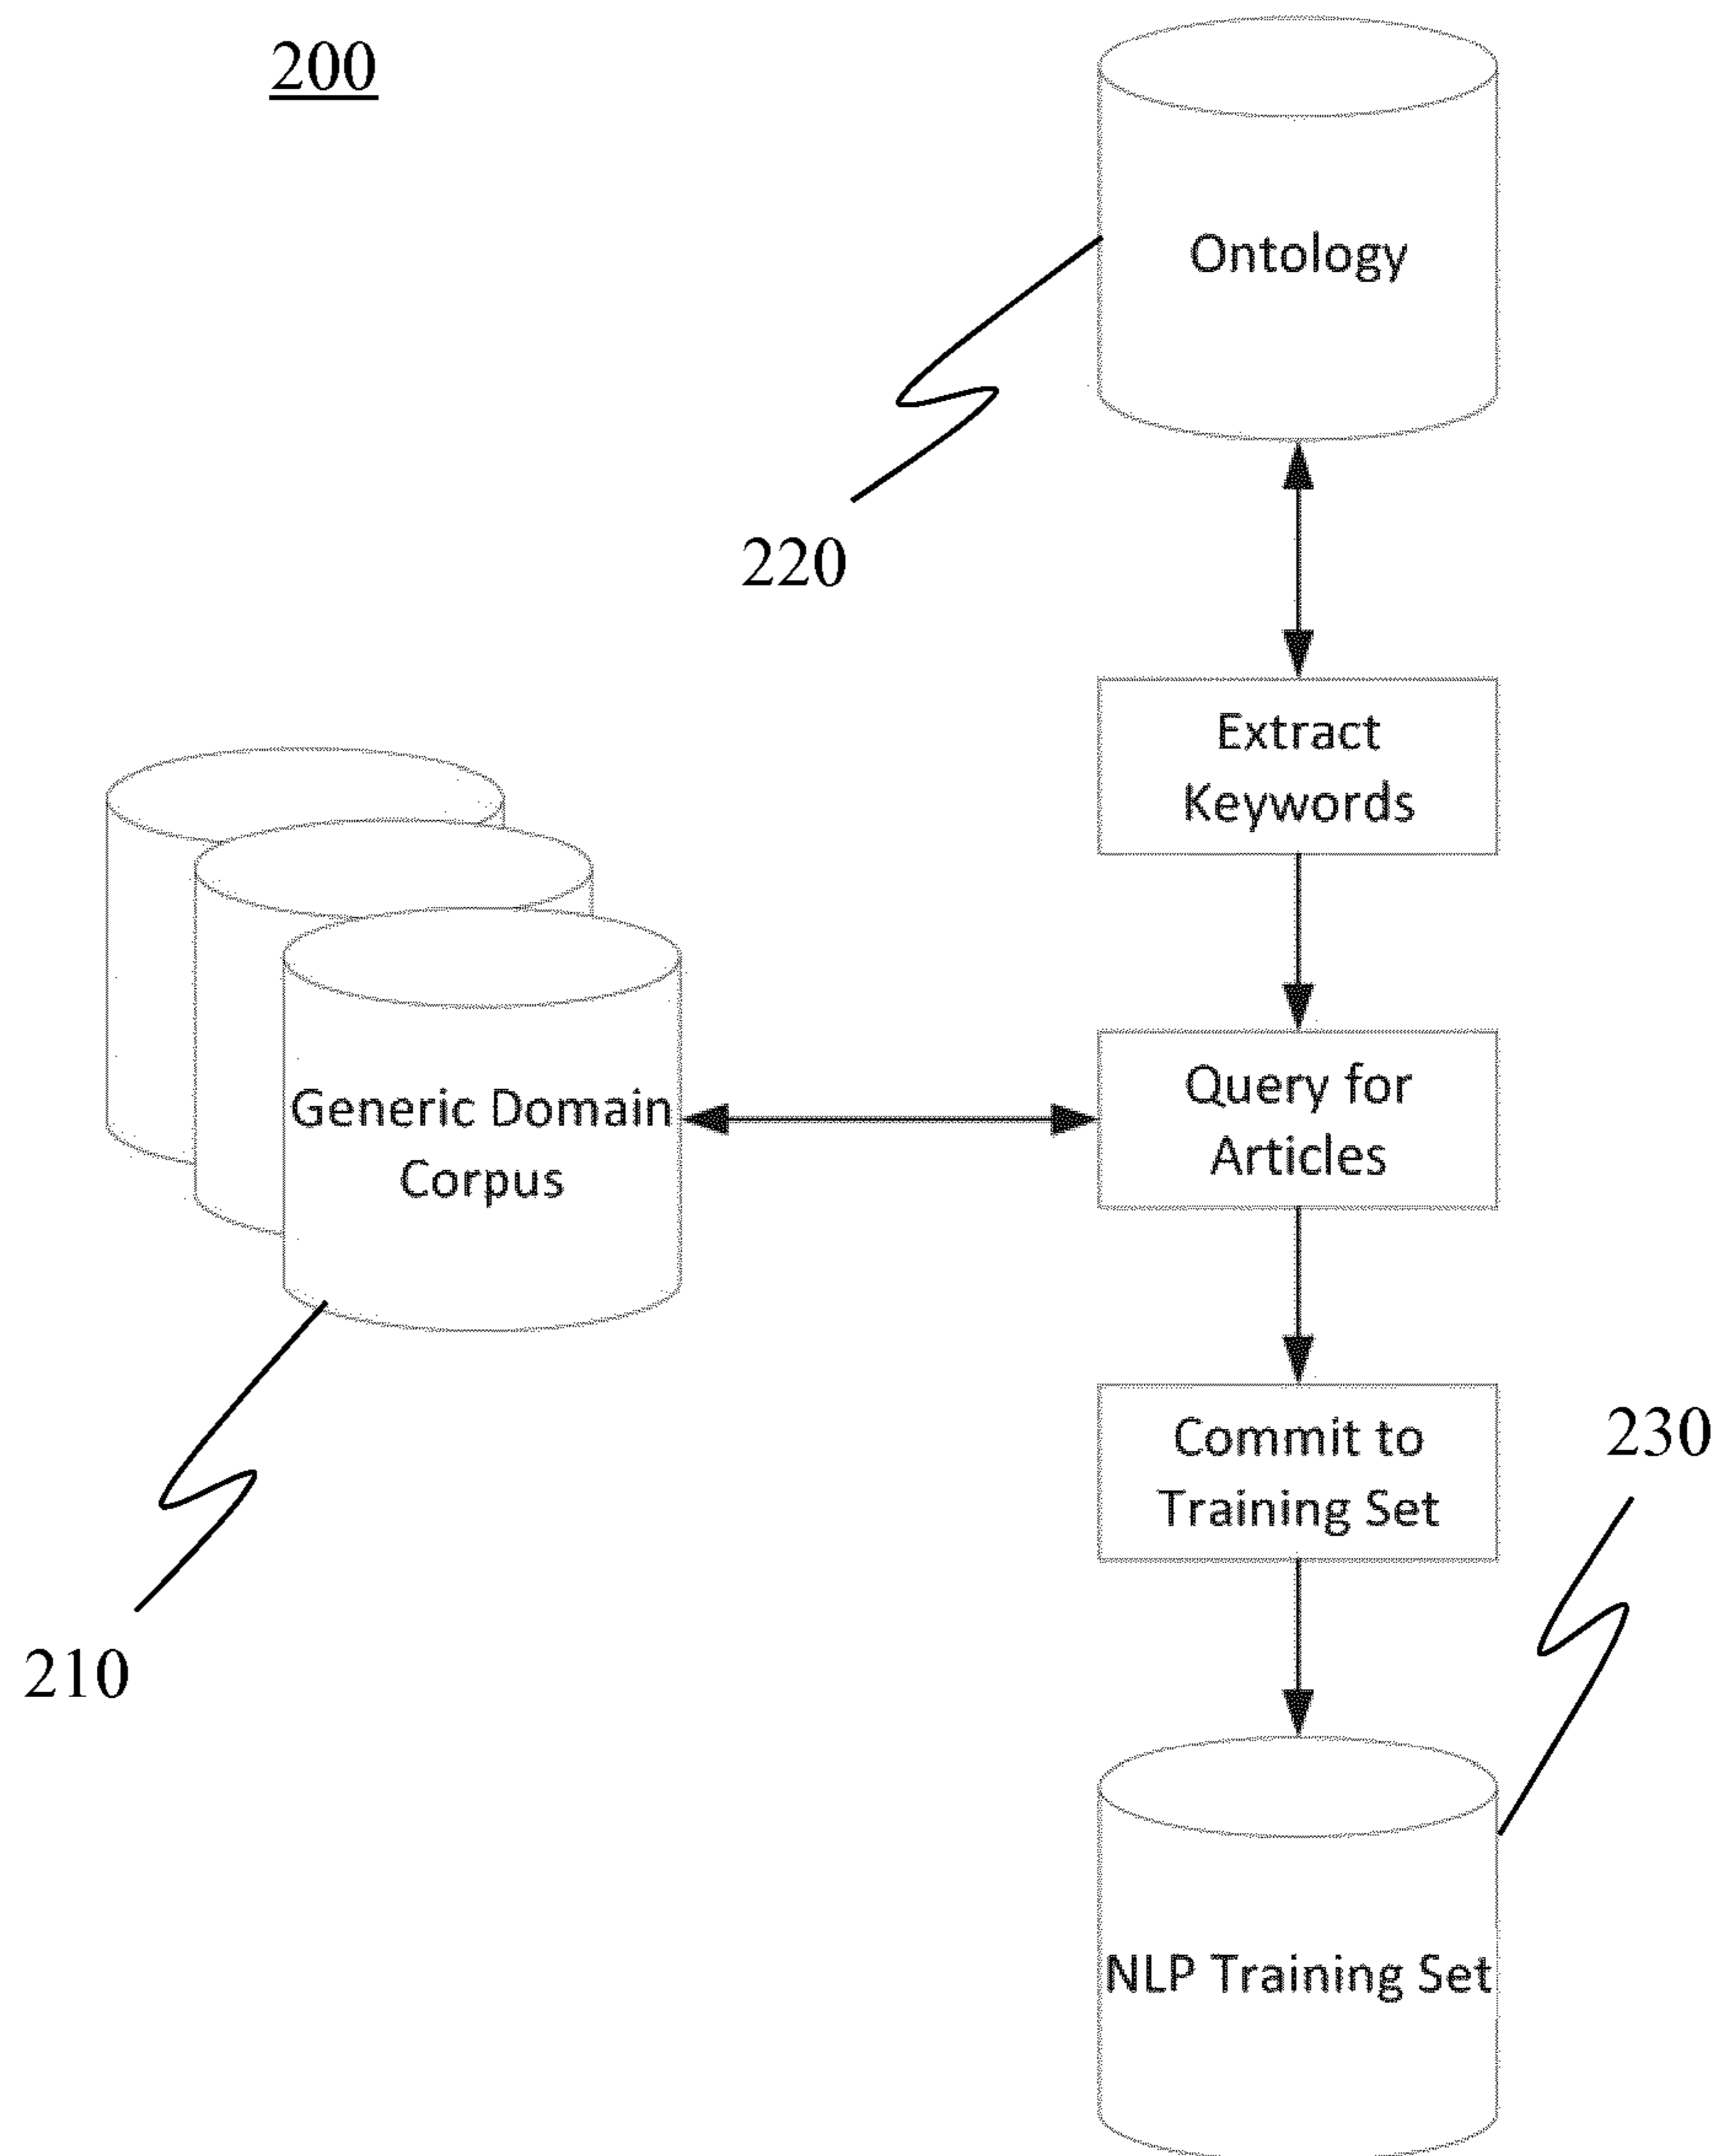 200
Ontology
220
Extract
Keywords
Generic Domain
Corpus
Query for
Articles
Commit to
Training Set
230
210
NLP Training Set